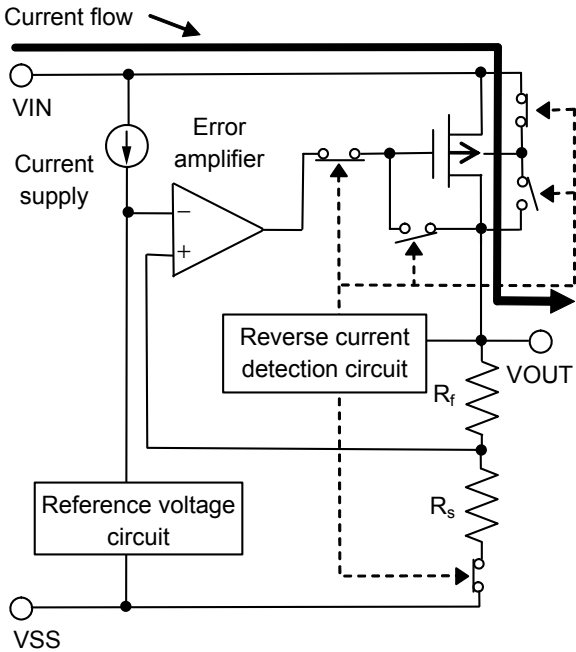 Current flow
VIN
Current
supply
Error
amplifier
−
+
Reverse current
detection circuit
VOUT
Rf
Reference voltage
circuit
Rs
VSS